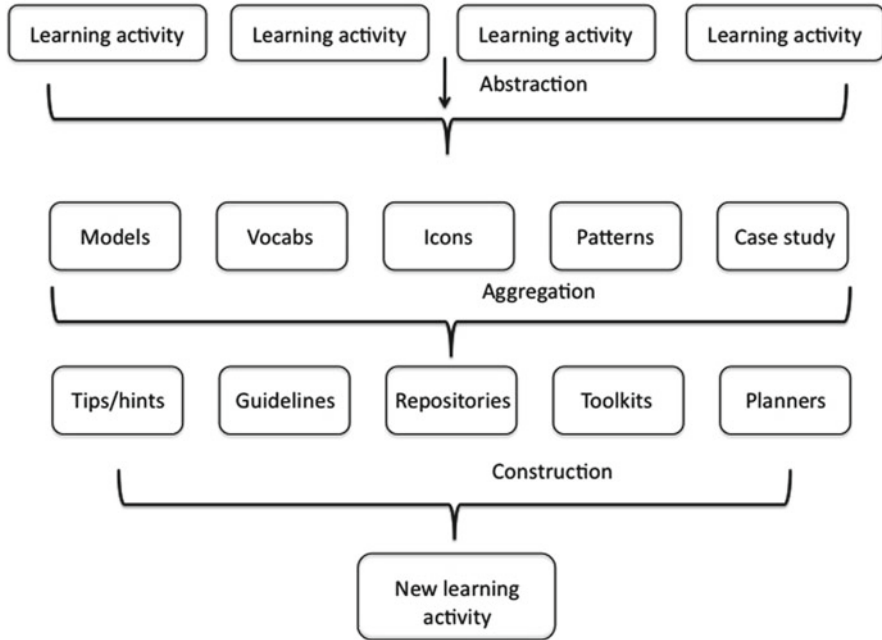 Learning activity Learning activity Learning activity Learning activity
Abstraction
Models Vocabs Icons Patterns Case study
Aggregation
Tips/hints Guidelines Repositories Toolkits Planners
Construction
New learning
activity